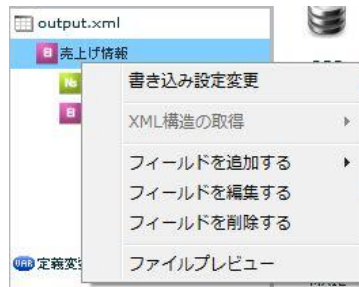 output.xml
売上げ情報
書き込み設定変更
XML構造の取得
フィールドを追加する
フィールドを編集する
フィールドを削除する
定義変
ファイルプレビュー